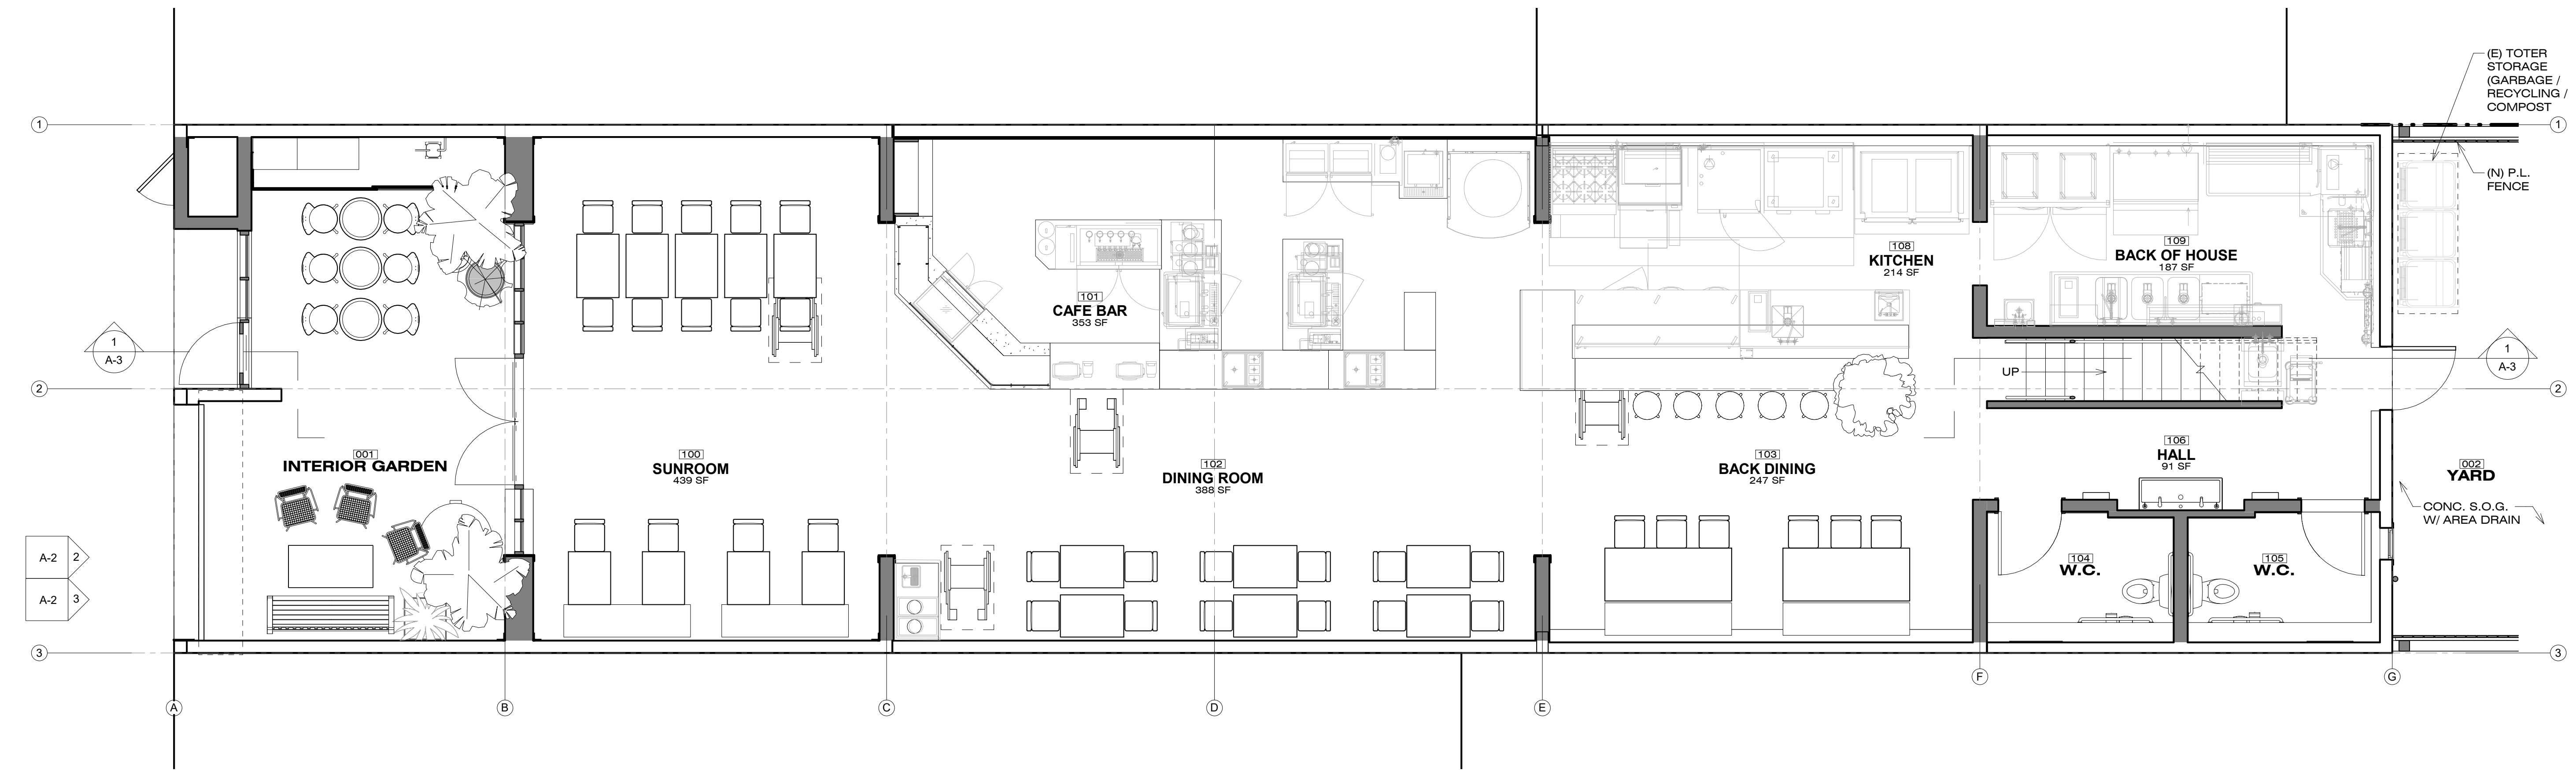 (E) TOTER
STORAGE
(GARBAGE /
RECYCLING /
COMPOST
1
1
(N) P.L.
FENCE
109
BACK OF HOUSE
187 SF
108
KITCHEN
214 SF
101
CAFE BAR
353 SF
1
A-3
1
A-3
UP
2
2
001
INTERIOR GARDEN
100
SUNROOM
439 SF
102
DINING ROOM
388 SF
103
BACK DINING
247 SF
106
HALL
91 SF
002
YARD
CONC. S.O.G.
W/ AREA DRAIN
A-2
2
A-2
3
104
W.C.
105
W.C.
3
3
A
B
C
D
E
F
G